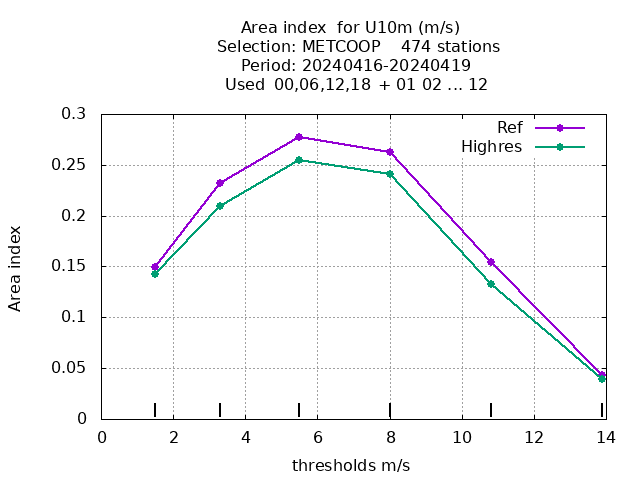 Area index  for U10m (m/s)
Selection: METCOOP    474 stations
Period: 20240416-20240419
Used  00,06,12,18 + 01 02 ... 12
Ref
Highres
0.3
0.25
0.2
0.15
0.1
0.05
0
Area index
0 2 4 6 8 10 12 14
thresholds m/s